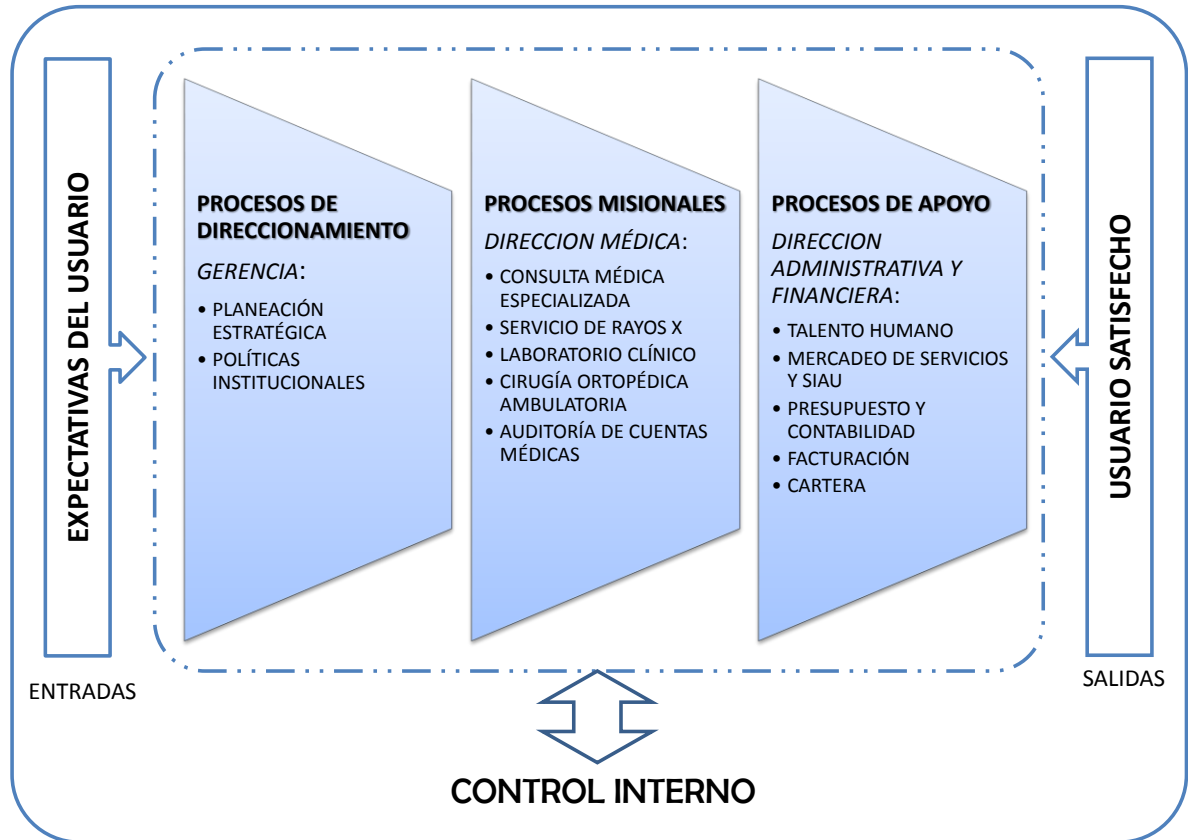 EXPECTATIVAS DEL USUARIO
ENTRADAS
PROCESOS DE
DIRECCIONAMIENTO
GERENCIA:
• PLANEACIÓN
ESTRATÉGICA
• POLÍTICAS
INSTITUCIONALES
PROCESOS MISIONALES
DIRECCION MÉDICA:
• CONSULTA MÉDICA
ESPECIALIZADA
• SERVICIO DE RAYOS X
• LABORATORIO CLÍNICO
• CIRUGÍA ORTOPÉDICA
AMBULATORIA
• AUDITORÍA DE CUENTAS
MÉDICAS
PROCESOS DE APOYO
DIRECCION
ADMINISTRATIVA Y
FINANCIERA:
• TALENTO HUMANO
• MERCADEO DE SERVICIOS
Y SIAU
• PRESUPUESTO Y
CONTABILIDAD
• FACTURACIÓN
• CARTERA
USUARIO SATISFECHO
SALIDAS
CONTROL INTERNO